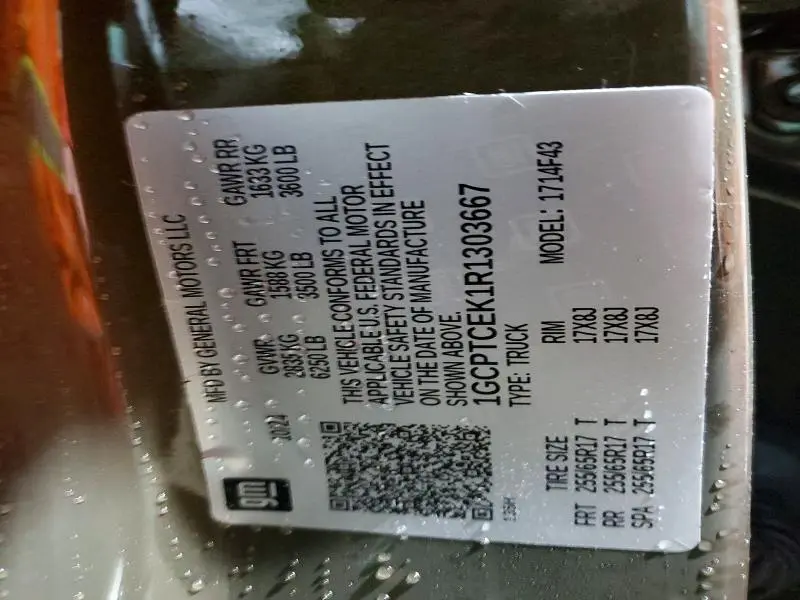 gm
MFD BY GENERAL MOTORS LLC
10/24
GVWR GAWR FRT GAWR RR
2835 KG 1588 KG 1633 KG
6250 LB 3500 LB 3600 LB
THIS VEHICLE CONFORMS TO ALL
APPLICABLE U.S. FEDERAL MOTOR
VEHICLE SAFETY STANDARDS IN EFFECT
ON THE DATE OF MANUFACTURE
SHOWN ABOVE.
1GCPTCEK1R1303667
TYPE: TRUCK
TIRE SIZE RIM MODEL: 1714F43
FRT 255/65R17 T 17X8J
RR 255/65R17 T 17X8J
SPA 255/65R17 T 17X8J